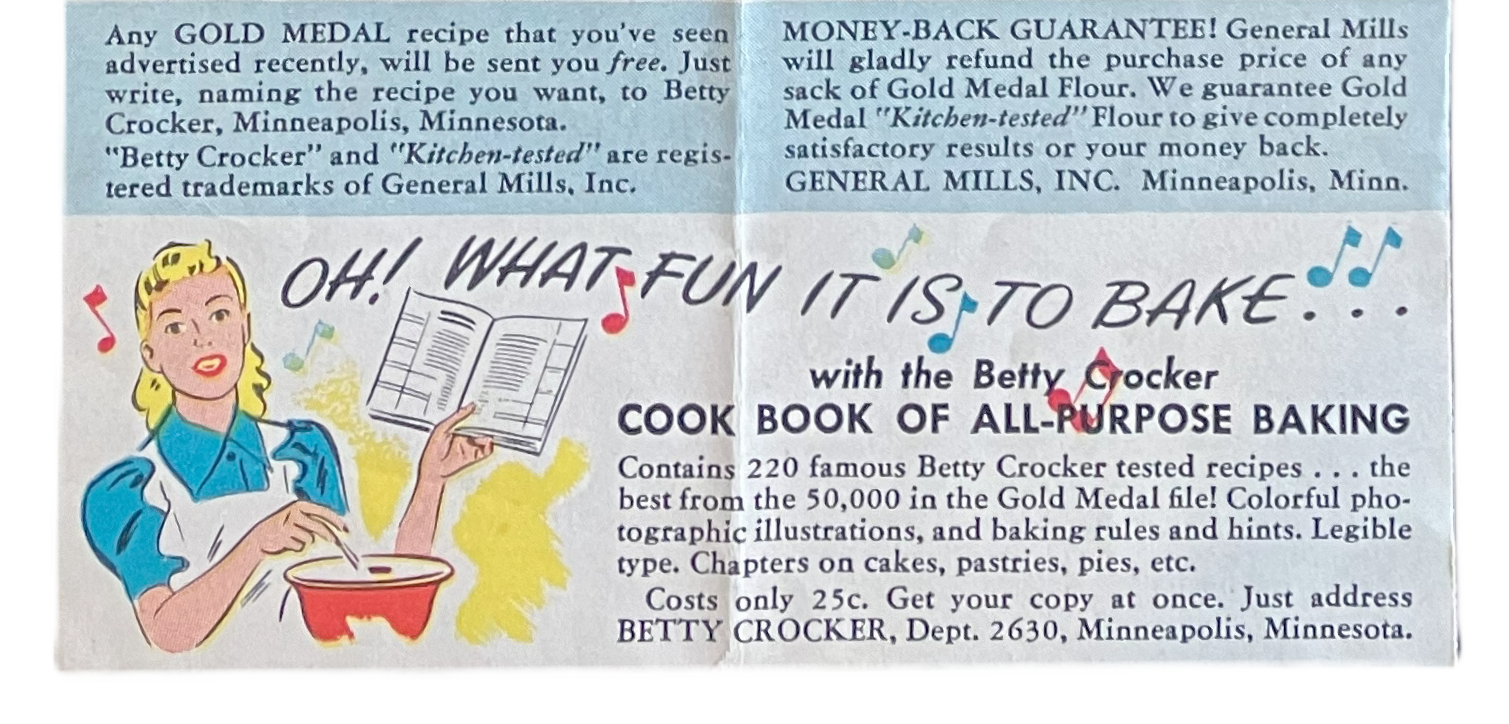 Any GOLD MEDAL recipe that you've seen
advertised recently, will be sent you free. Just
write, naming the recipe you want, to Betty
Crocker, Minneapolis, Minnesota.
"Betty Crocker" and "Kitchen-tested" are regis-
tered trademarks of General Mills, Inc.
MONEY-BACK GUARANTEE! General Mills
will gladly refund the purchase price of any
sack of Gold Medal Flour. We guarantee Gold
Medal "Kitchen-tested" Flour to give completely
satisfactory results or your money back.
GENERAL MILLS, INC. Minneapolis, Minn.
OH! WHAT FUN IT IS TO BAKE...
with the Betty Crocker
COOK BOOK OF ALL-PURPOSE BAKING
Contains 220 famous Betty Crocker tested recipes . . . the
best from the 50,000 in the Gold Medal file! Colorful pho-
tographic illustrations, and baking rules and hints. Legible
type. Chapters on cakes, pastries, pies, etc.
Costs only 25c. Get your copy at once. Just address
BETTY CROCKER, Dept. 2630, Minneapolis, Minnesota.